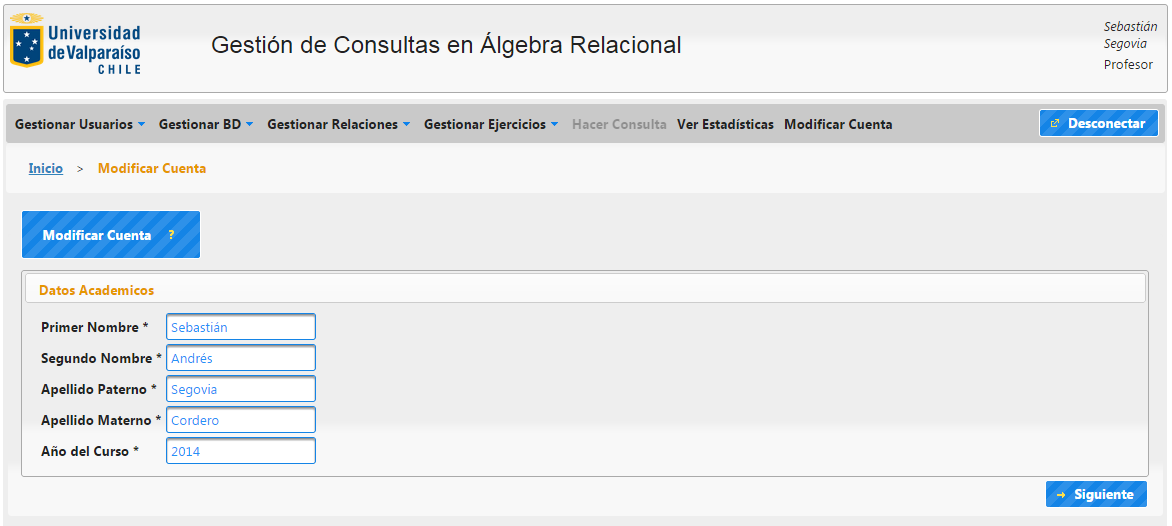 Universidad
de Valparaíso
CHILE
Gestión de Consultas en Álgebra Relacional
Sebastián
Segovia
Profesor
Gestionar Usuarios Gestionar BD Gestionar Relaciones Gestionar Ejercicios Hacer Consulta Ver Estadísticas Modificar Cuenta Desconectar
Inicio > Modificar Cuenta
Modificar Cuenta ?
Datos Academicos
Primer Nombre * Sebastián
Segundo Nombre * Andrés
Apellido Paterno * Segovia
Apellido Materno * Cordero
Año del Curso * 2014
Siguiente